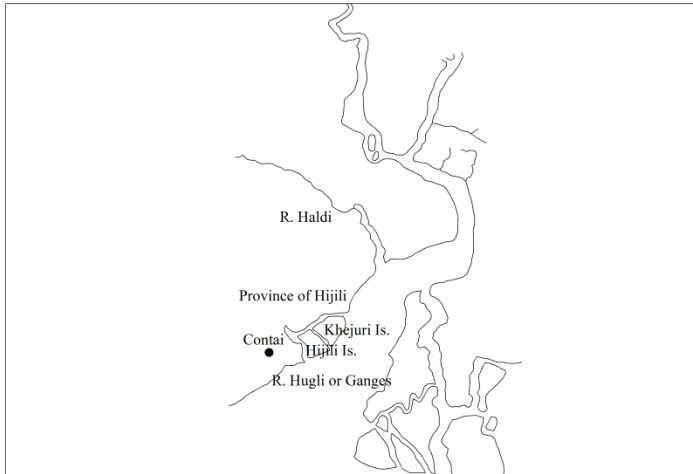 R. Haldi
Province of Hijili
Khejuri Is.
Contai
Hijili Is.
R. Hugli or Ganges